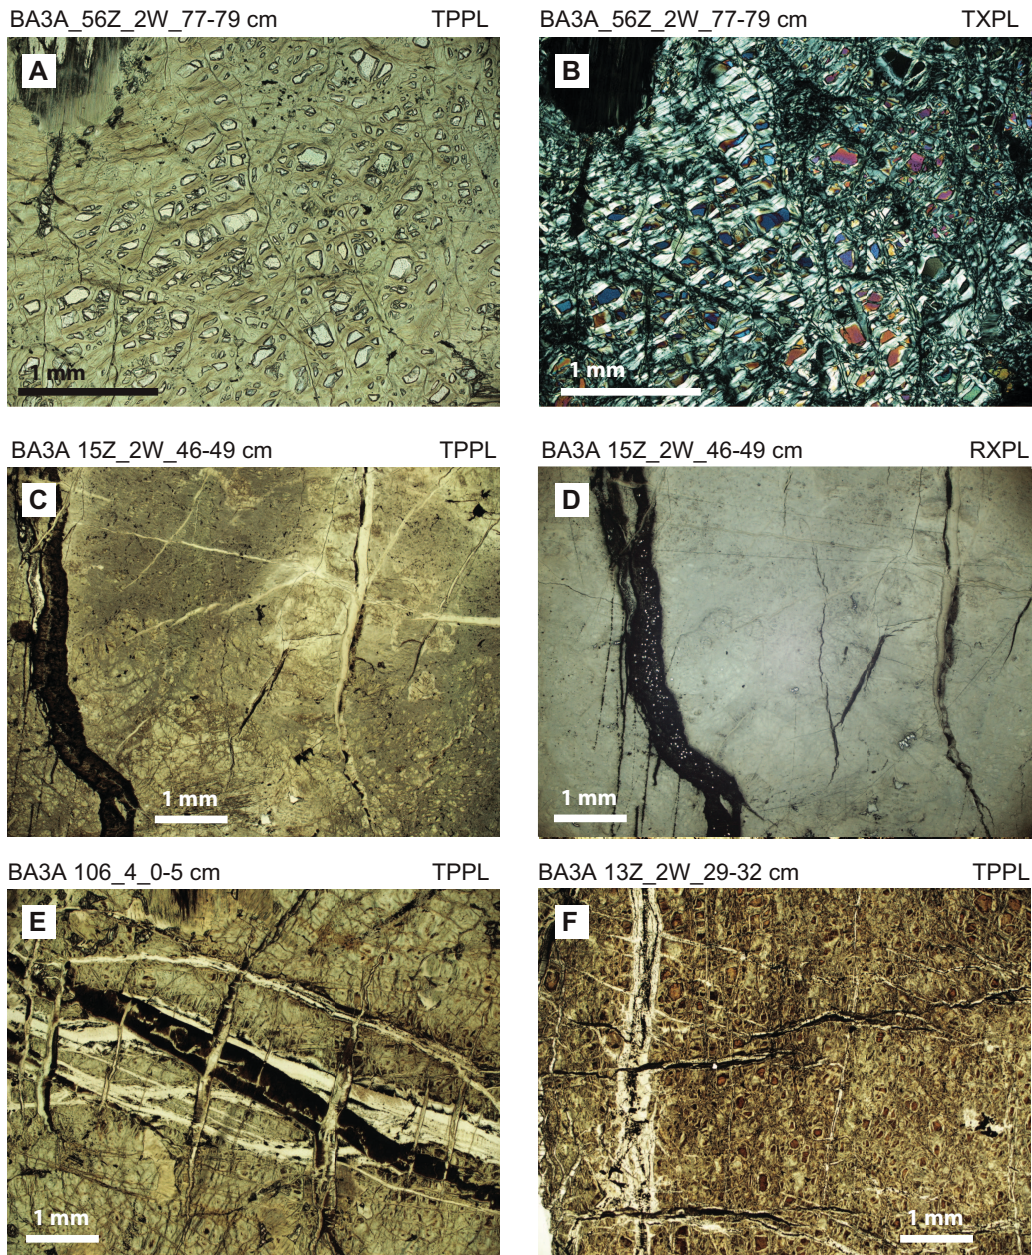 BA3A_56Z_2W_77-79 cm TPPL
BA3A_56Z_2W_77-79 cm TXPL
A
B
1 mm
1 mm
BA3A 15Z_2W_46-49 cm TPPL
BA3A 15Z_2W_46-49 cm RXPL
C
D
1 mm
1 mm
BA3A 106_4_0-5 cm TPPL
BA3A 13Z_2W_29-32 cm TPPL
E
F
1 mm
1 mm